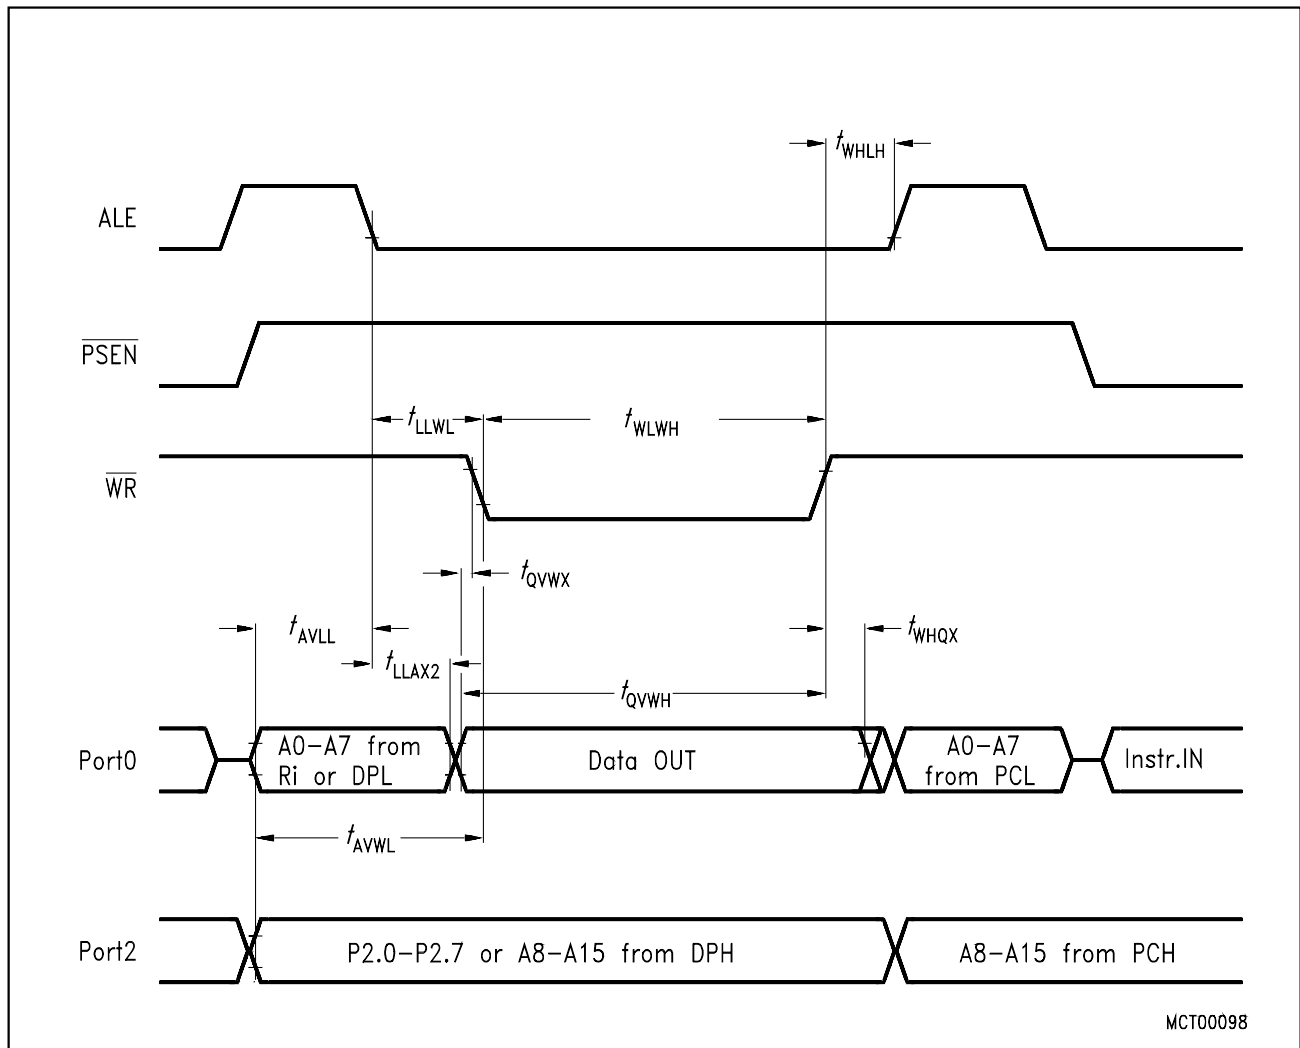 tWHLH
ALE
PSEN
tLLWL
tWLWH
WR
tQVWX
tAVLL
tWHQX
tLLAX2
tQVWH
Port0
A0-A7 from
Ri or DPL
Data OUT
A0-A7
from PCL
Instr.IN
tAVWL
Port2
P2.0-P2.7 or A8-A15 from DPH
A8-A15 from PCH
MCT00098